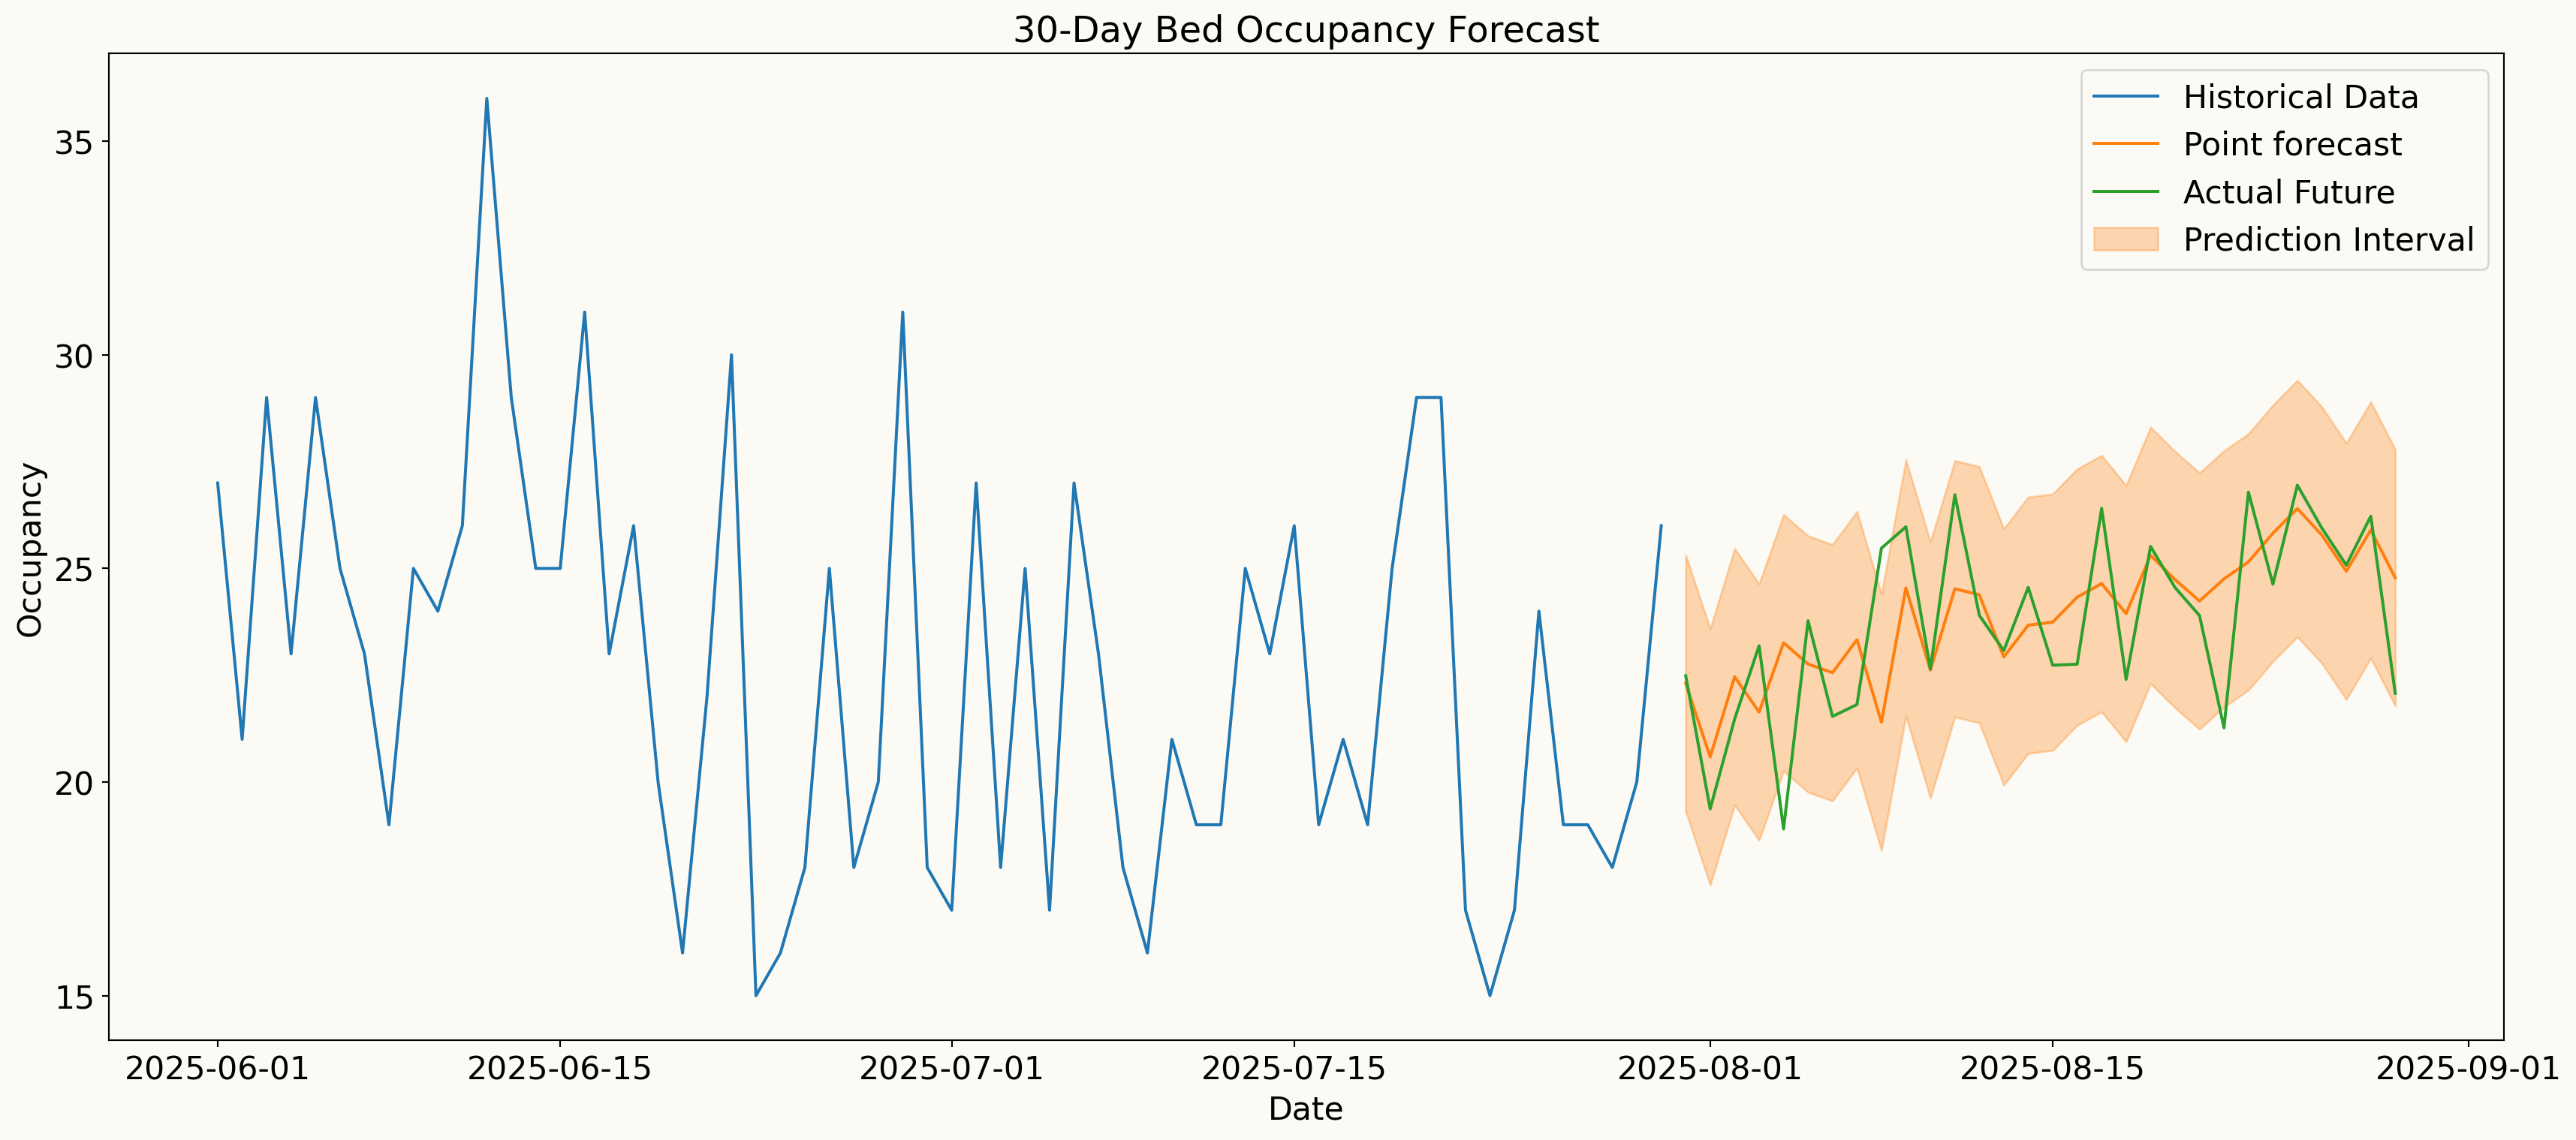 30-Day Bed Occupancy Forecast
Historical Data
Point forecast
Actual Future
Prediction Interval
Occupancy
35
30
25
20
15
2025-06-01 2025-06-15 2025-07-01 2025-07-15 2025-08-01 2025-08-15 2025-09-01
Date